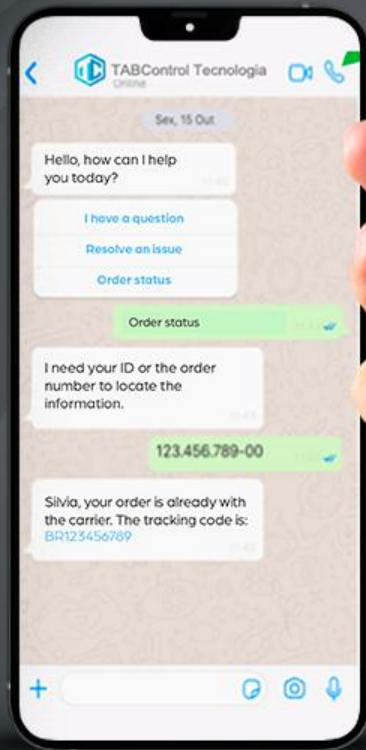 TABControl Tecnologia
Online
Sex, 15 Out
Hello, how can I help
you today?
I have a question
Resolve an issue
Order status
Order status
I need your ID or the order
number to locate the
information.
123.456.789-00
Silvia, your order is already with
the carrier. The tracking code is:
BR123456789